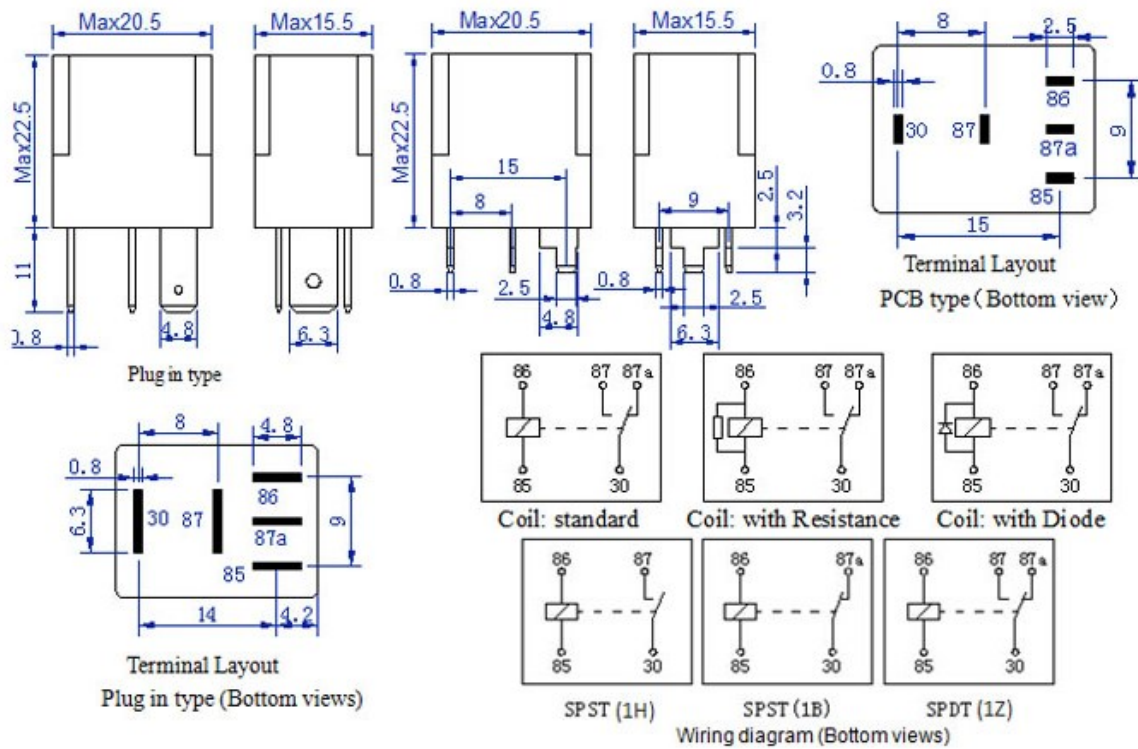 Max20.5
Max15.5
Max20.5
Max15.5
8
2.5
0.8
86
30
87
87a
9
85
15
Terminal Layout
PCB type(Bottom view)
Max22.5
Max22.5
15
8
9
2.5
3.2
11
0.8
4.8
6.3
0.8
2.5
4.8
0.8
2.5
6.3
Plug in type
8
4.8
0.8
6.3
30
87
86
87a
85
9
14
4.2
Terminal Layout
Plug in type (Bottom views)
86
87
87a
85
30
Coil: standard
86
87
87a
85
30
Coil: with Resistance
86
87
87a
85
30
Coil: with Diode
86
87
85
30
SPST (1H)
86
87a
85
30
SPST (1B)
86
87
87a
85
30
SPDT (1Z)
Wiring diagram (Bottom views)